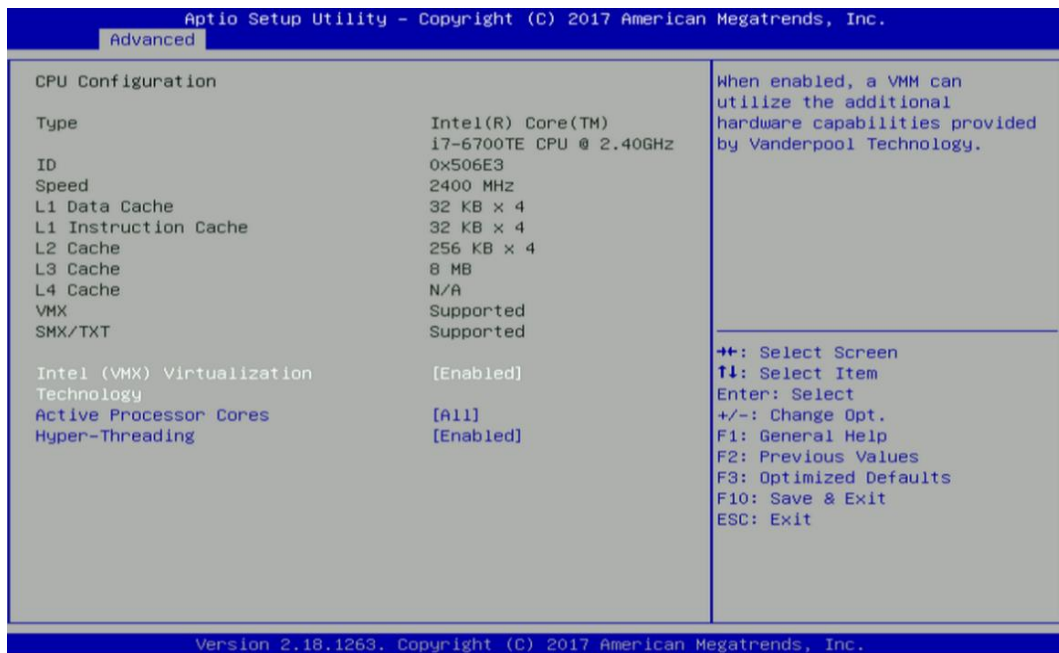 Aptio Setup Utility – Copyright (C) 2017 American Megatrends, Inc.
Advanced
CPU Configuration
Type Intel(R) Core(TM)
i7-6700TE CPU @ 2.40GHz
ID 0x506E3
Speed 2400 MHz
L1 Data Cache 32 KB x 4
L1 Instruction Cache 32 KB x 4
L2 Cache 256 KB x 4
L3 Cache 8 MB
L4 Cache N/A
VMX Supported
SMX/TXT Supported
Intel (VMX) Virtualization [Enabled]
Technology
Active Processor Cores [All]
Hyper-Threading [Enabled]
When enabled, a VMM can
utilize the additional
hardware capabilities provided
by Vanderpool Technology.
→←: Select Screen
↑↓: Select Item
Enter: Select
+/-: Change Opt.
F1: General Help
F2: Previous Values
F3: Optimized Defaults
F10: Save & Exit
ESC: Exit
Version 2.18.1263. Copyright (C) 2017 American Megatrends, Inc.